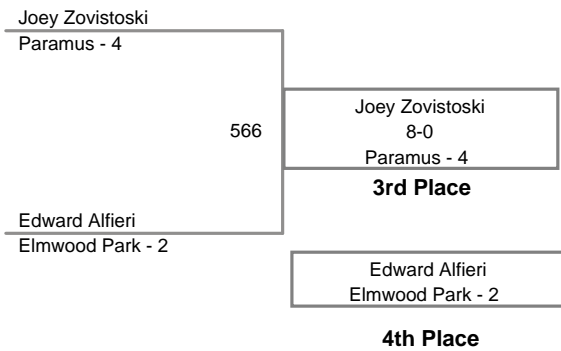 Joey Zovistoski
Paramus - 4
566
Joey Zovistoski
8-0
Paramus - 4
3rd Place
Edward Alfieri
Elmwood Park - 2
Edward Alfieri
Elmwood Park - 2
4th Place